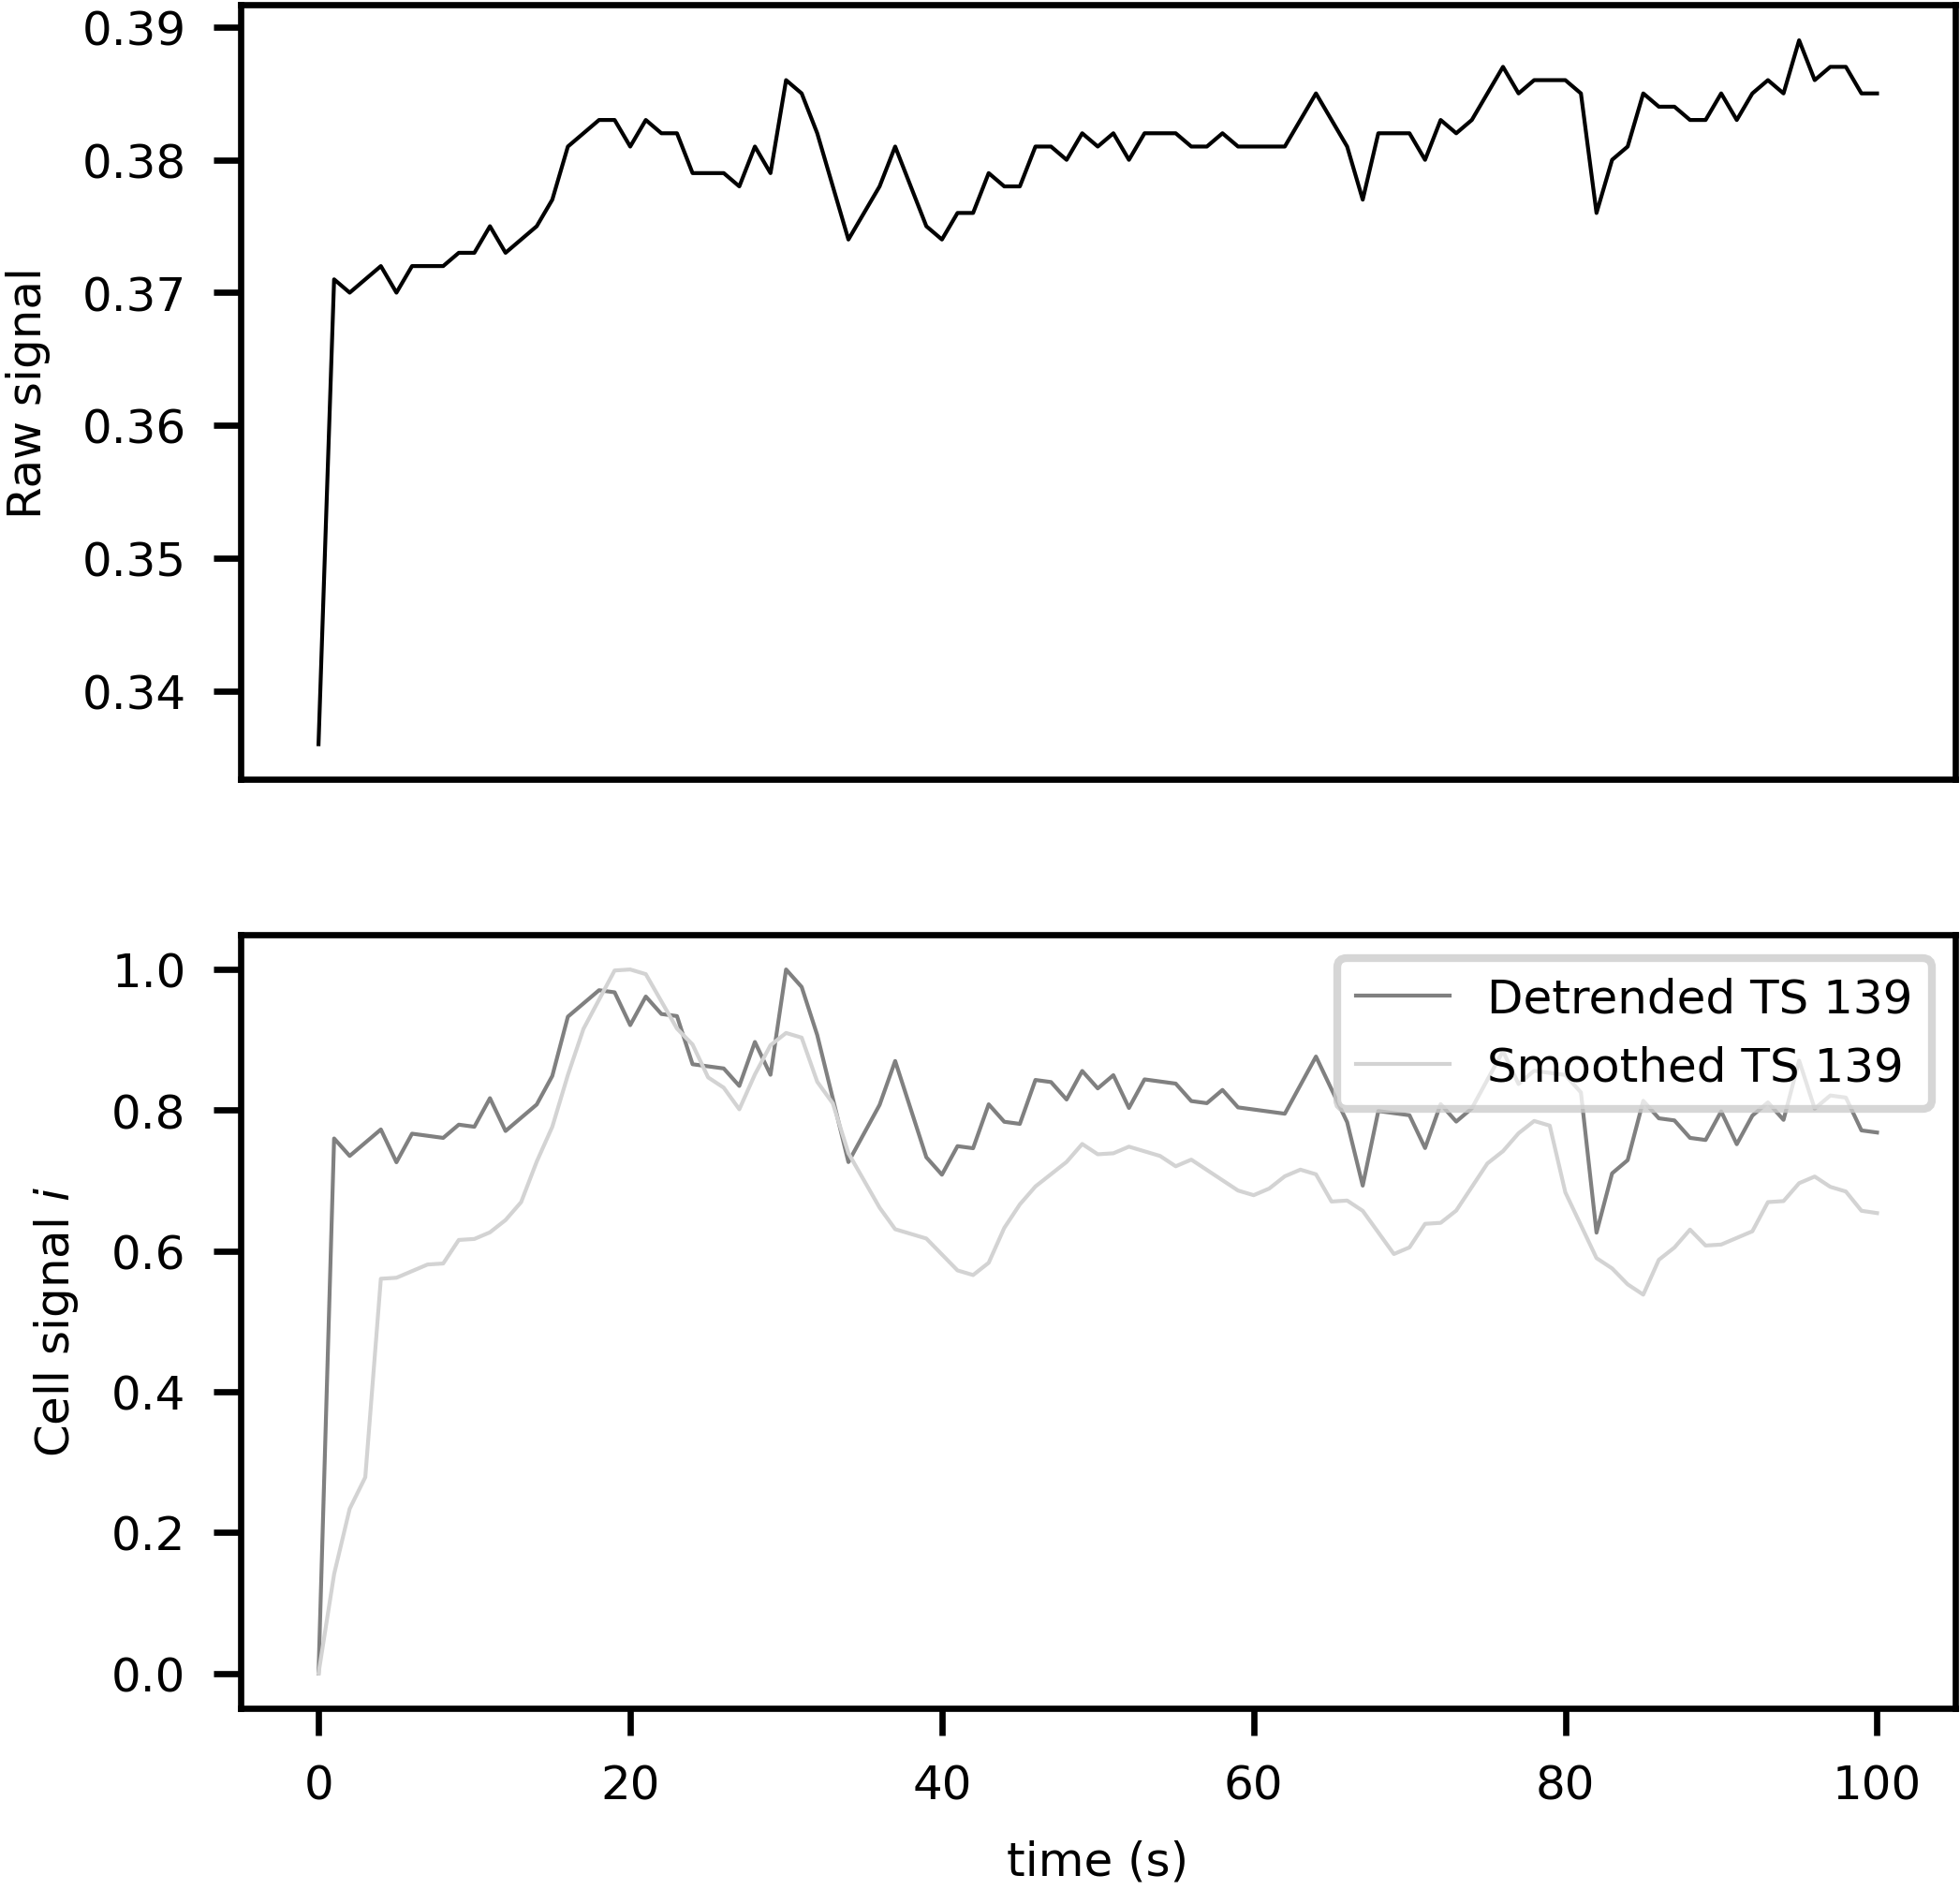 Raw signal
0.39
0.38
0.37
0.36
0.35
0.34
Cell signal i
1.0
0.8
0.6
0.4
0.2
0.0
Detrended TS 139
Smoothed TS 139
0 20 40 60 80 100
time (s)